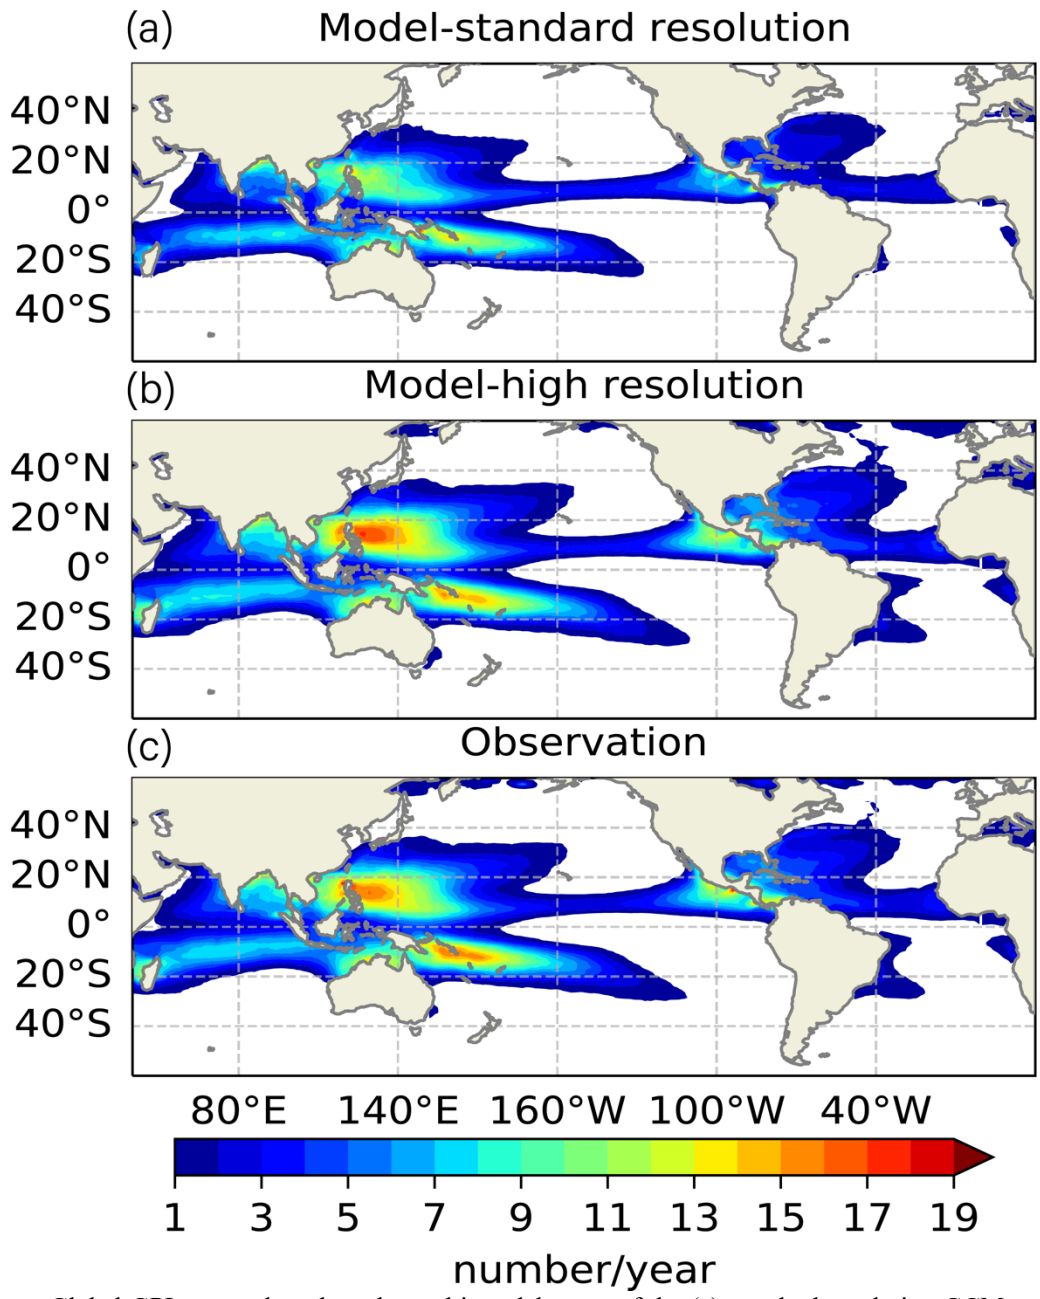 (a) Model-standard resolution
40°N
20°N
0°
20°S
40°S
(b) Model-high resolution
40°N
20°N
0°
20°S
40°S
(c) Observation
40°N
20°N
0°
20°S
40°S
80°E 140°E 160°W 100°W 40°W
1 3 5 7 9 11 13 15 17 19
number/year